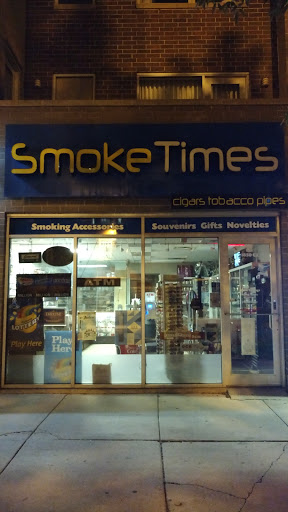 SmokeTimes
cigars tobacco pipes
Smoking Accessories
Souvenirs Gifts Novelties
ATM
Play Here
Play Here